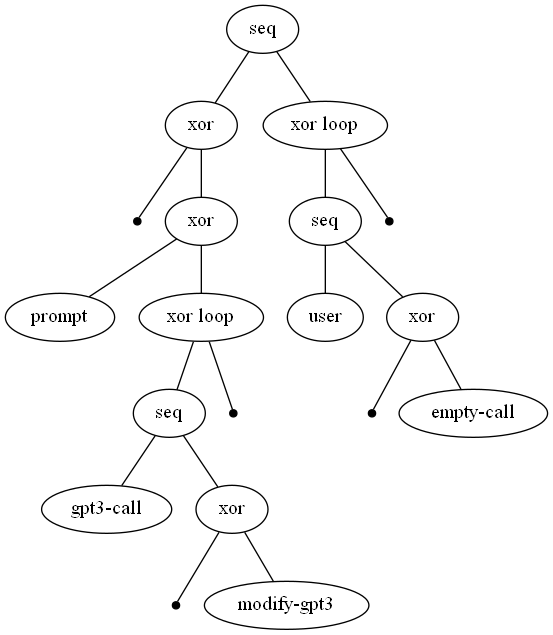 seq
xor
xor loop
xor
seq
prompt
xor loop
user
xor
seq
empty-call
gpt3-call
xor
modify-gpt3